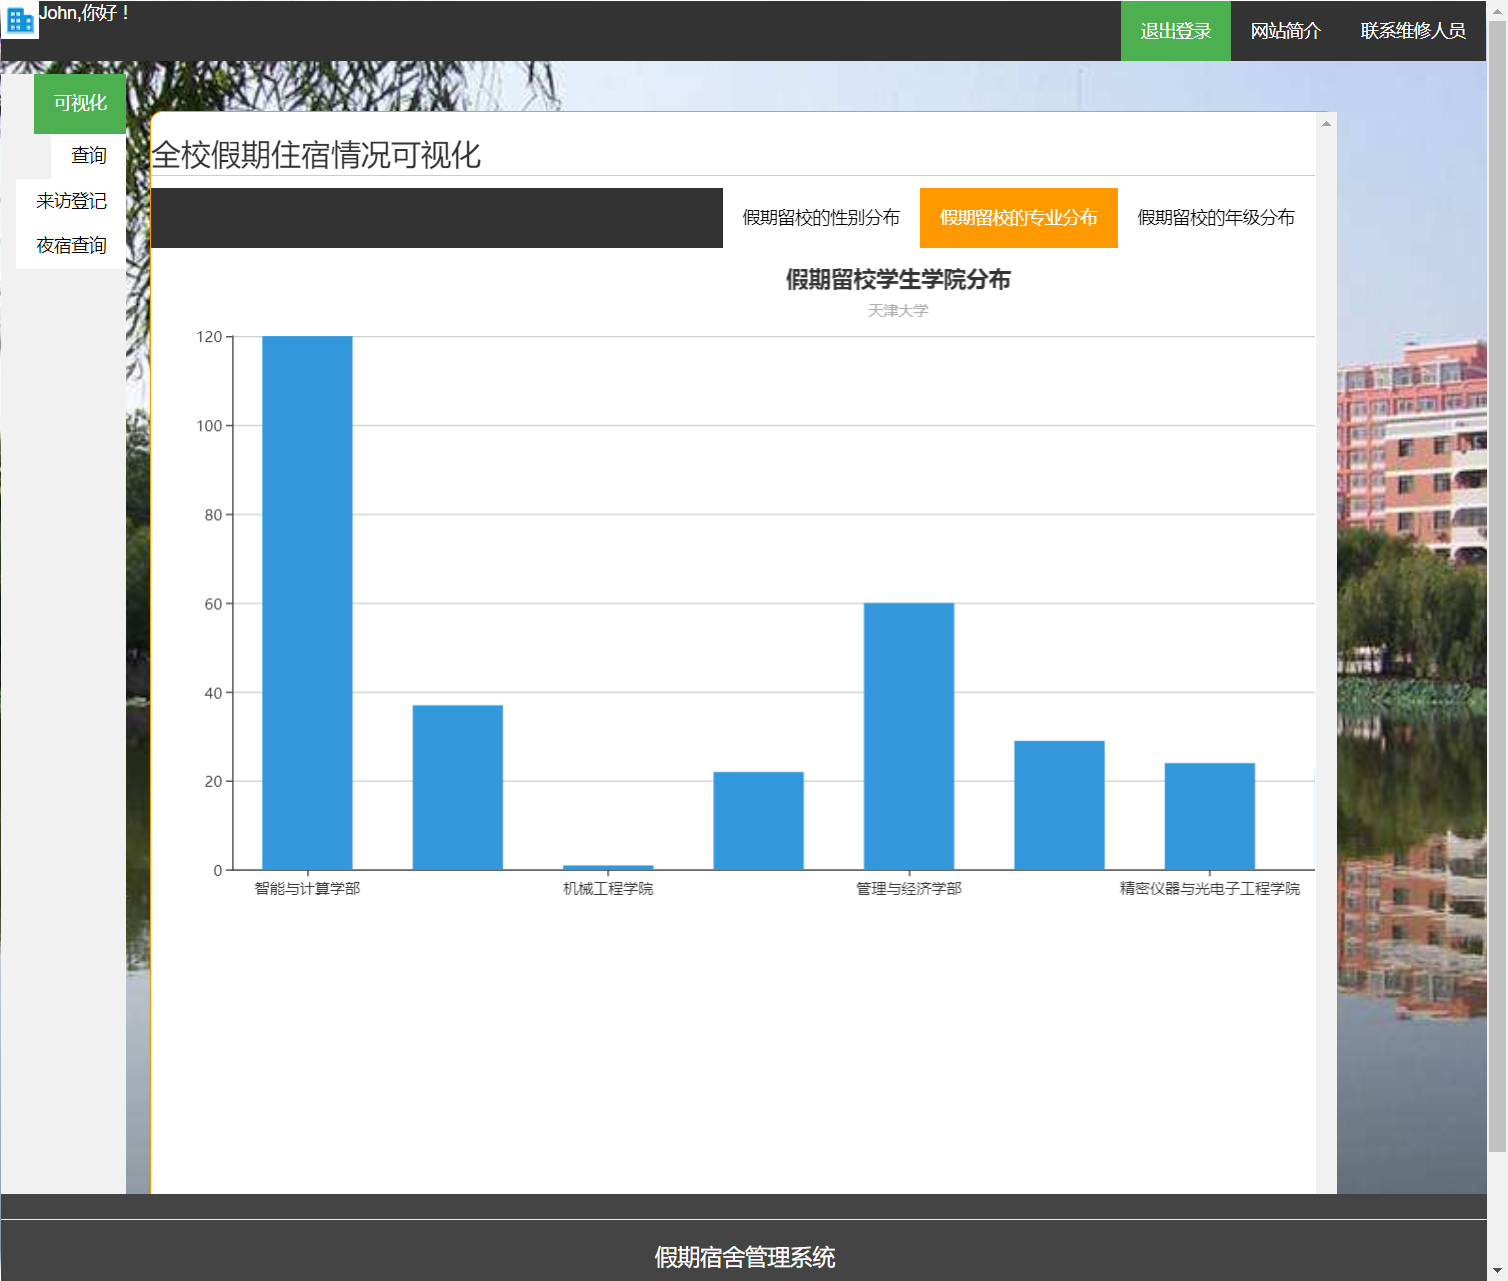 John,你好！
退出登录 网站简介 联系维修人员
可视化
查询
来访登记
夜宿查询
全校假期住宿情况可视化
假期留校的性别分布 假期留校的专业分布 假期留校的年级分布
假期留校学生学院分布
天津大学
120
100
80
60
40
20
0
智能与计算学部 机械工程学院 管理与经济学部 精密仪器与光电子工程学院
假期宿舍管理系统